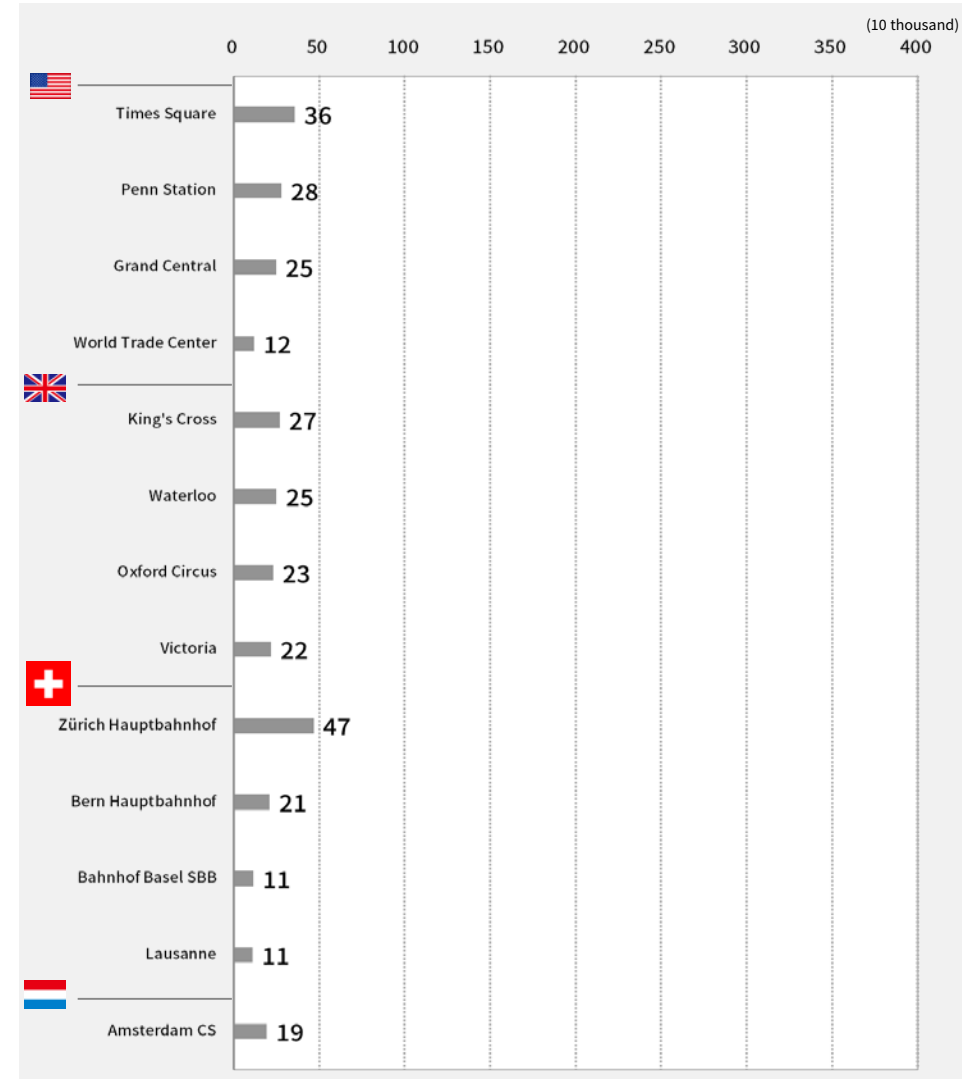 (10 thousand)
0 50 100 150 200 250 300 350 400
Times Square 36
Penn Station 28
Grand Central 25
World Trade Center 12
King's Cross 27
Waterloo 25
Oxford Circus 23
Victoria 22
Zürich Hauptbahnhof 47
Bern Hauptbahnhof 21
Bahnhof Basel SBB 11
Lausanne 11
Amsterdam CS 19